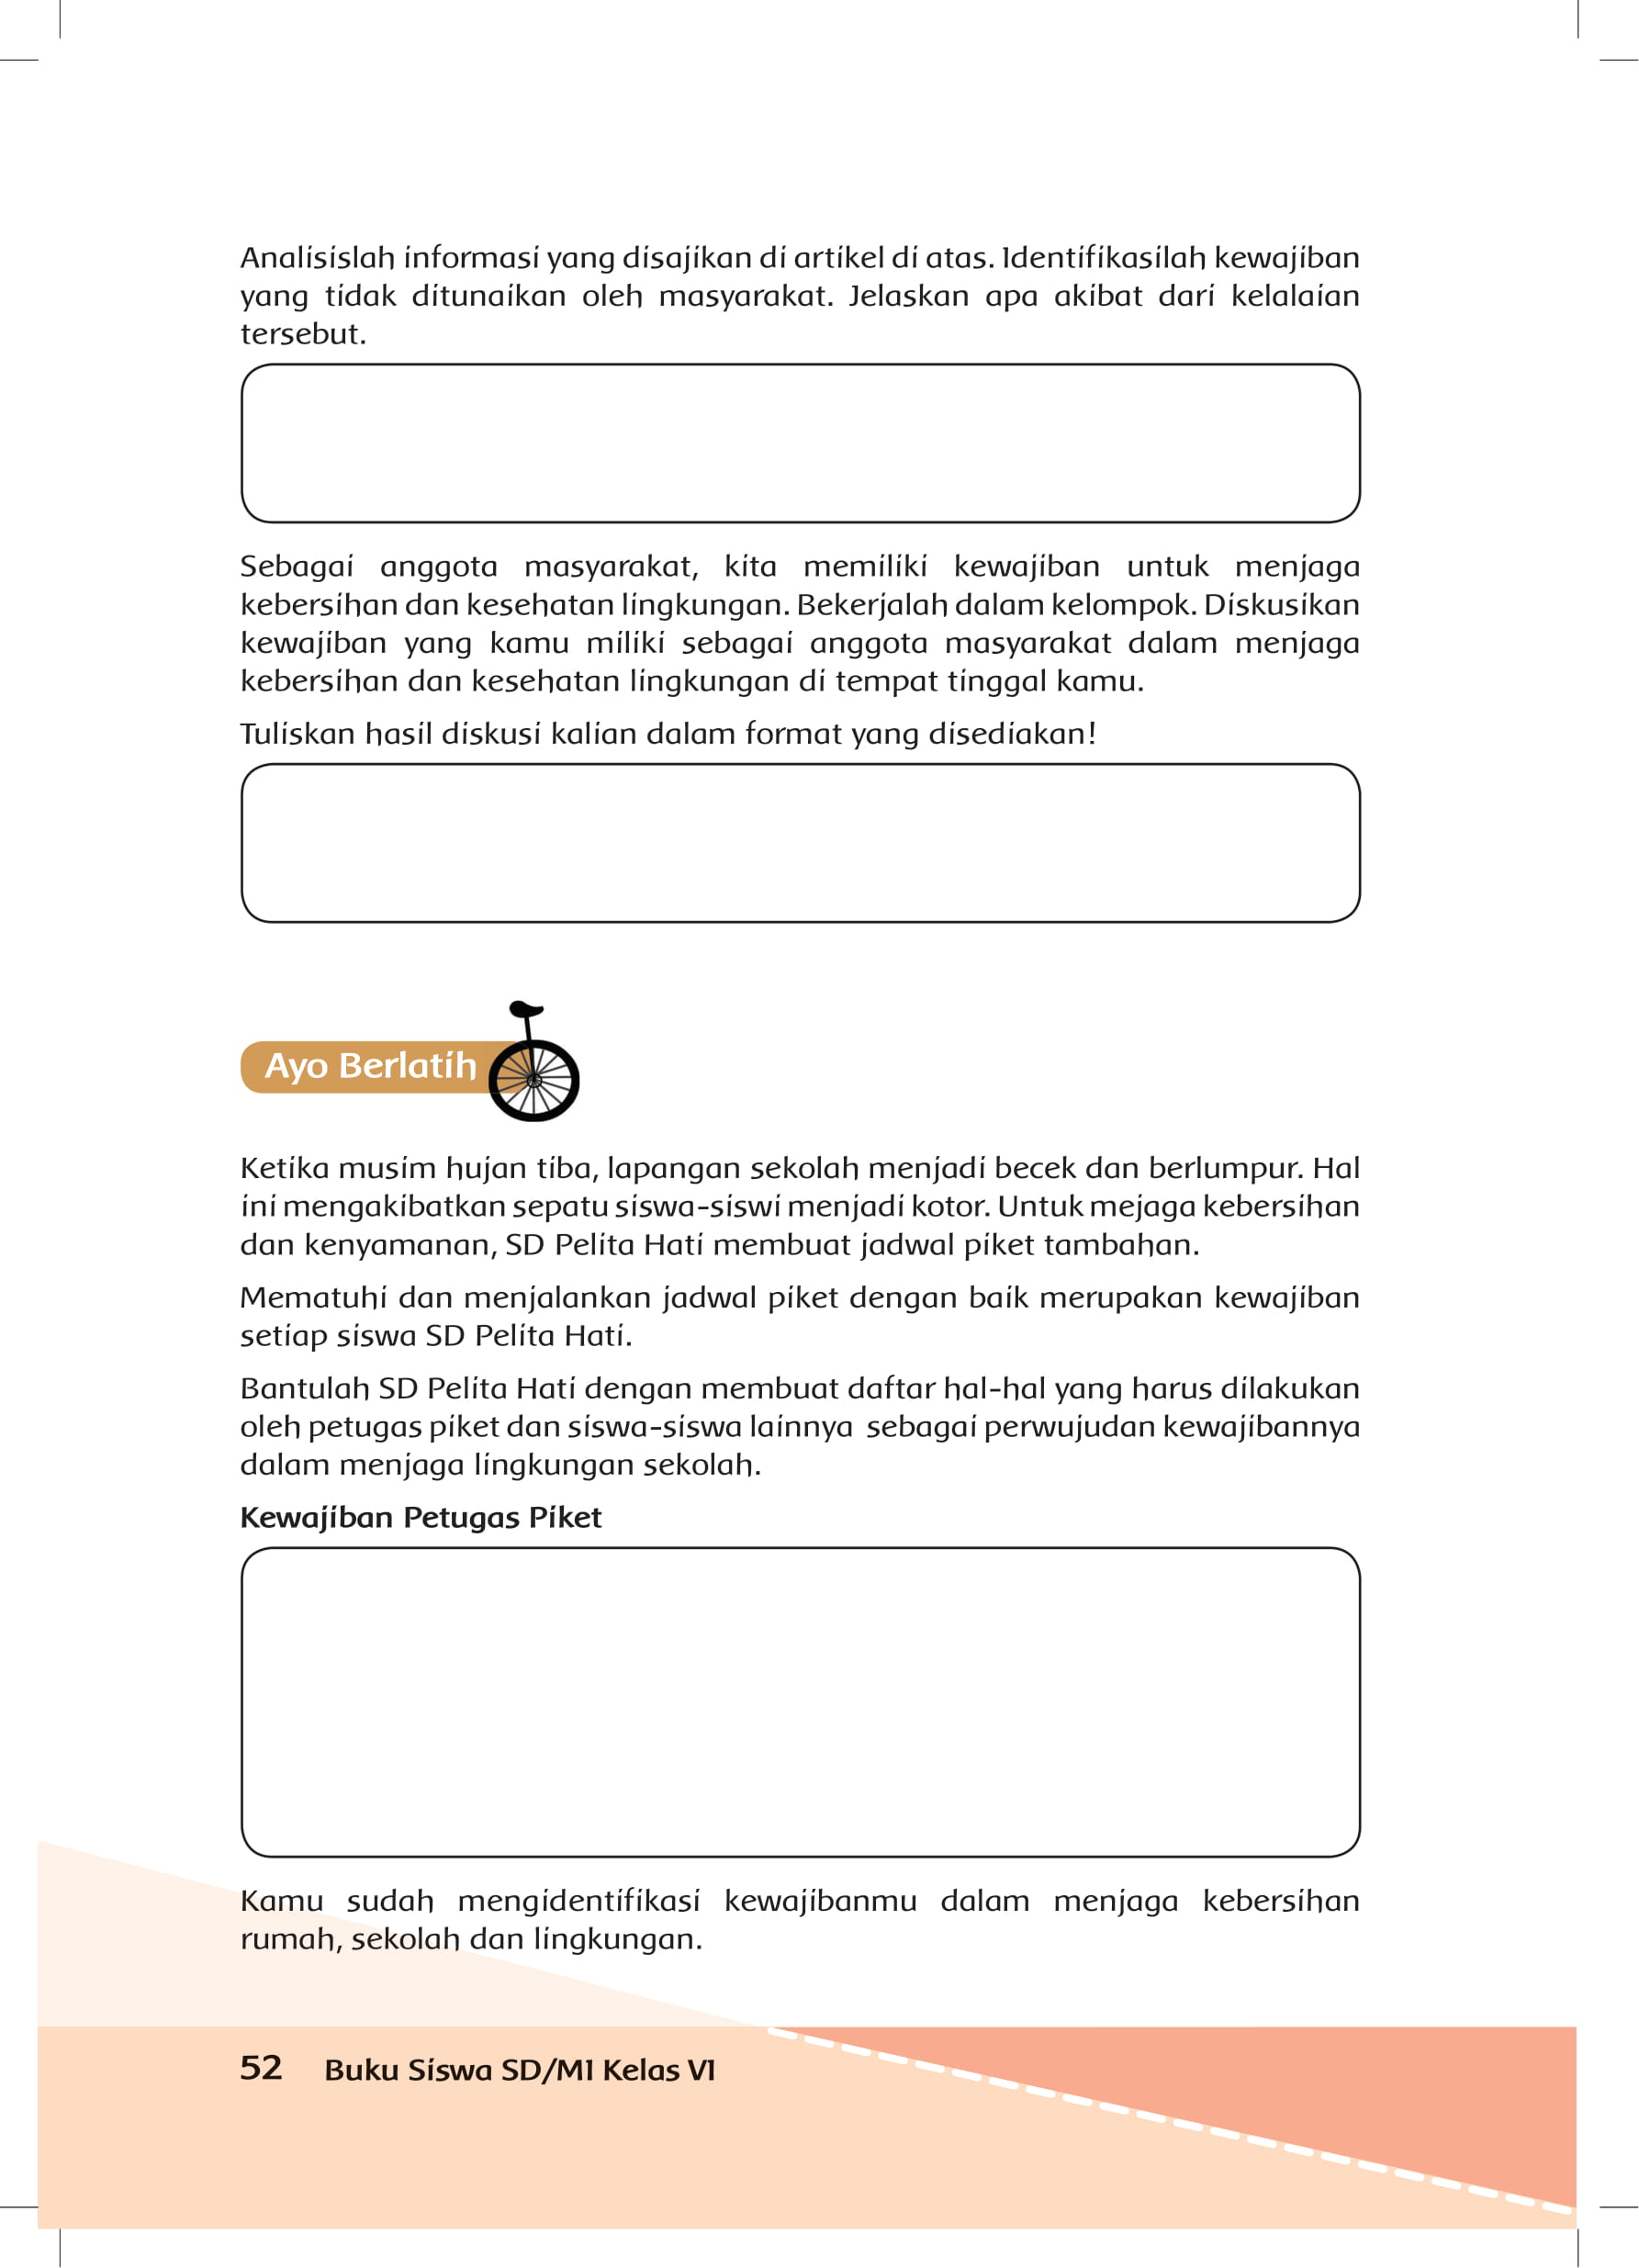 Analisislah informasi yang disajikan di artikel di atas. Identifikasilah kewajiban
yang tidak ditunaikan oleh masyarakat. Jelaskan apa akibat dari kelalaian
tersebut.
Sebagai anggota masyarakat, kita memiliki kewajiban untuk menjaga
kebersihan dan kesehatan lingkungan. Bekerjalah dalam kelompok. Diskusikan
kewajiban yang kamu miliki sebagai anggota masyarakat dalam menjaga
kebersihan dan kesehatan lingkungan di tempat tinggal kamu.
Tuliskan hasil diskusi kalian dalam format yang disediakan!
Ayo Berlatih
Ketika musim hujan tiba, lapangan sekolah menjadi becek dan berlumpur. Hal
ini mengakibatkan sepatu siswa-siswi menjadi kotor. Untuk mejaga kebersihan
dan kenyamanan, SD Pelita Hati membuat jadwal piket tambahan.
Mematuhi dan menjalankan jadwal piket dengan baik merupakan kewajiban
setiap siswa SD Pelita Hati.
Bantulah SD Pelita Hati dengan membuat daftar hal-hal yang harus dilakukan
oleh petugas piket dan siswa-siswa lainnya sebagai perwujudan kewajibannya
dalam menjaga lingkungan sekolah.
Kewajiban Petugas Piket
Kamu sudah mengidentifikasi kewajibanmu dalam menjaga kebersihan
rumah, sekolah dan lingkungan.
52 Buku Siswa SD/MI Kelas VI